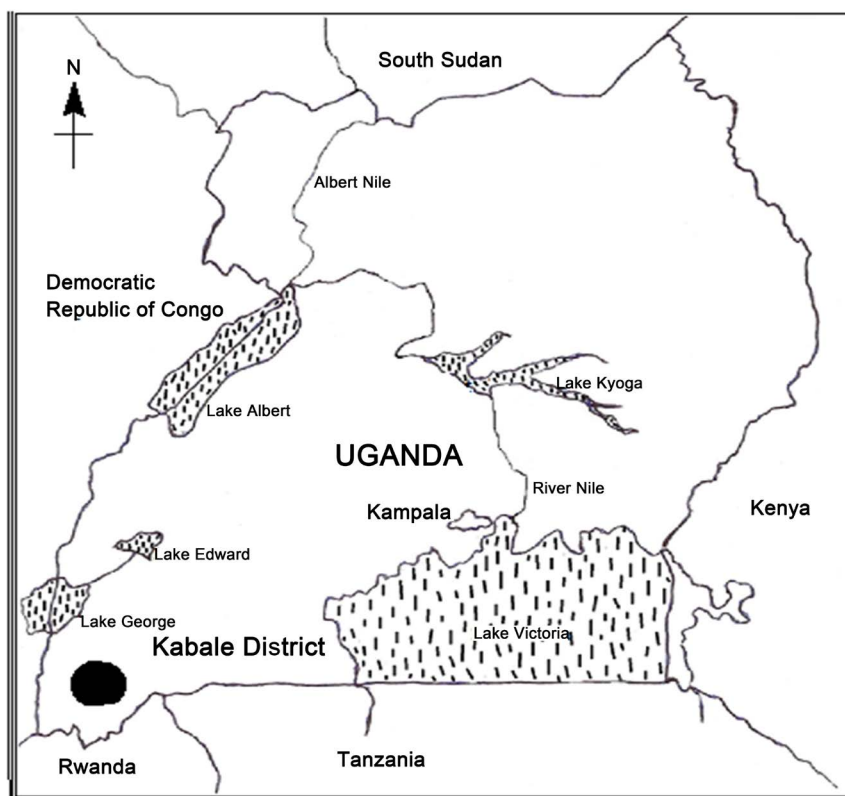 South Sudan
N
Albert Nile
Democratic
Republic of Congo
Lake Kyoga
Lake Albert
UGANDA
River Nile
Kampala
Kenya
Lake Edward
Lake George
Lake Victoria
Kabale District
Rwanda
Tanzania